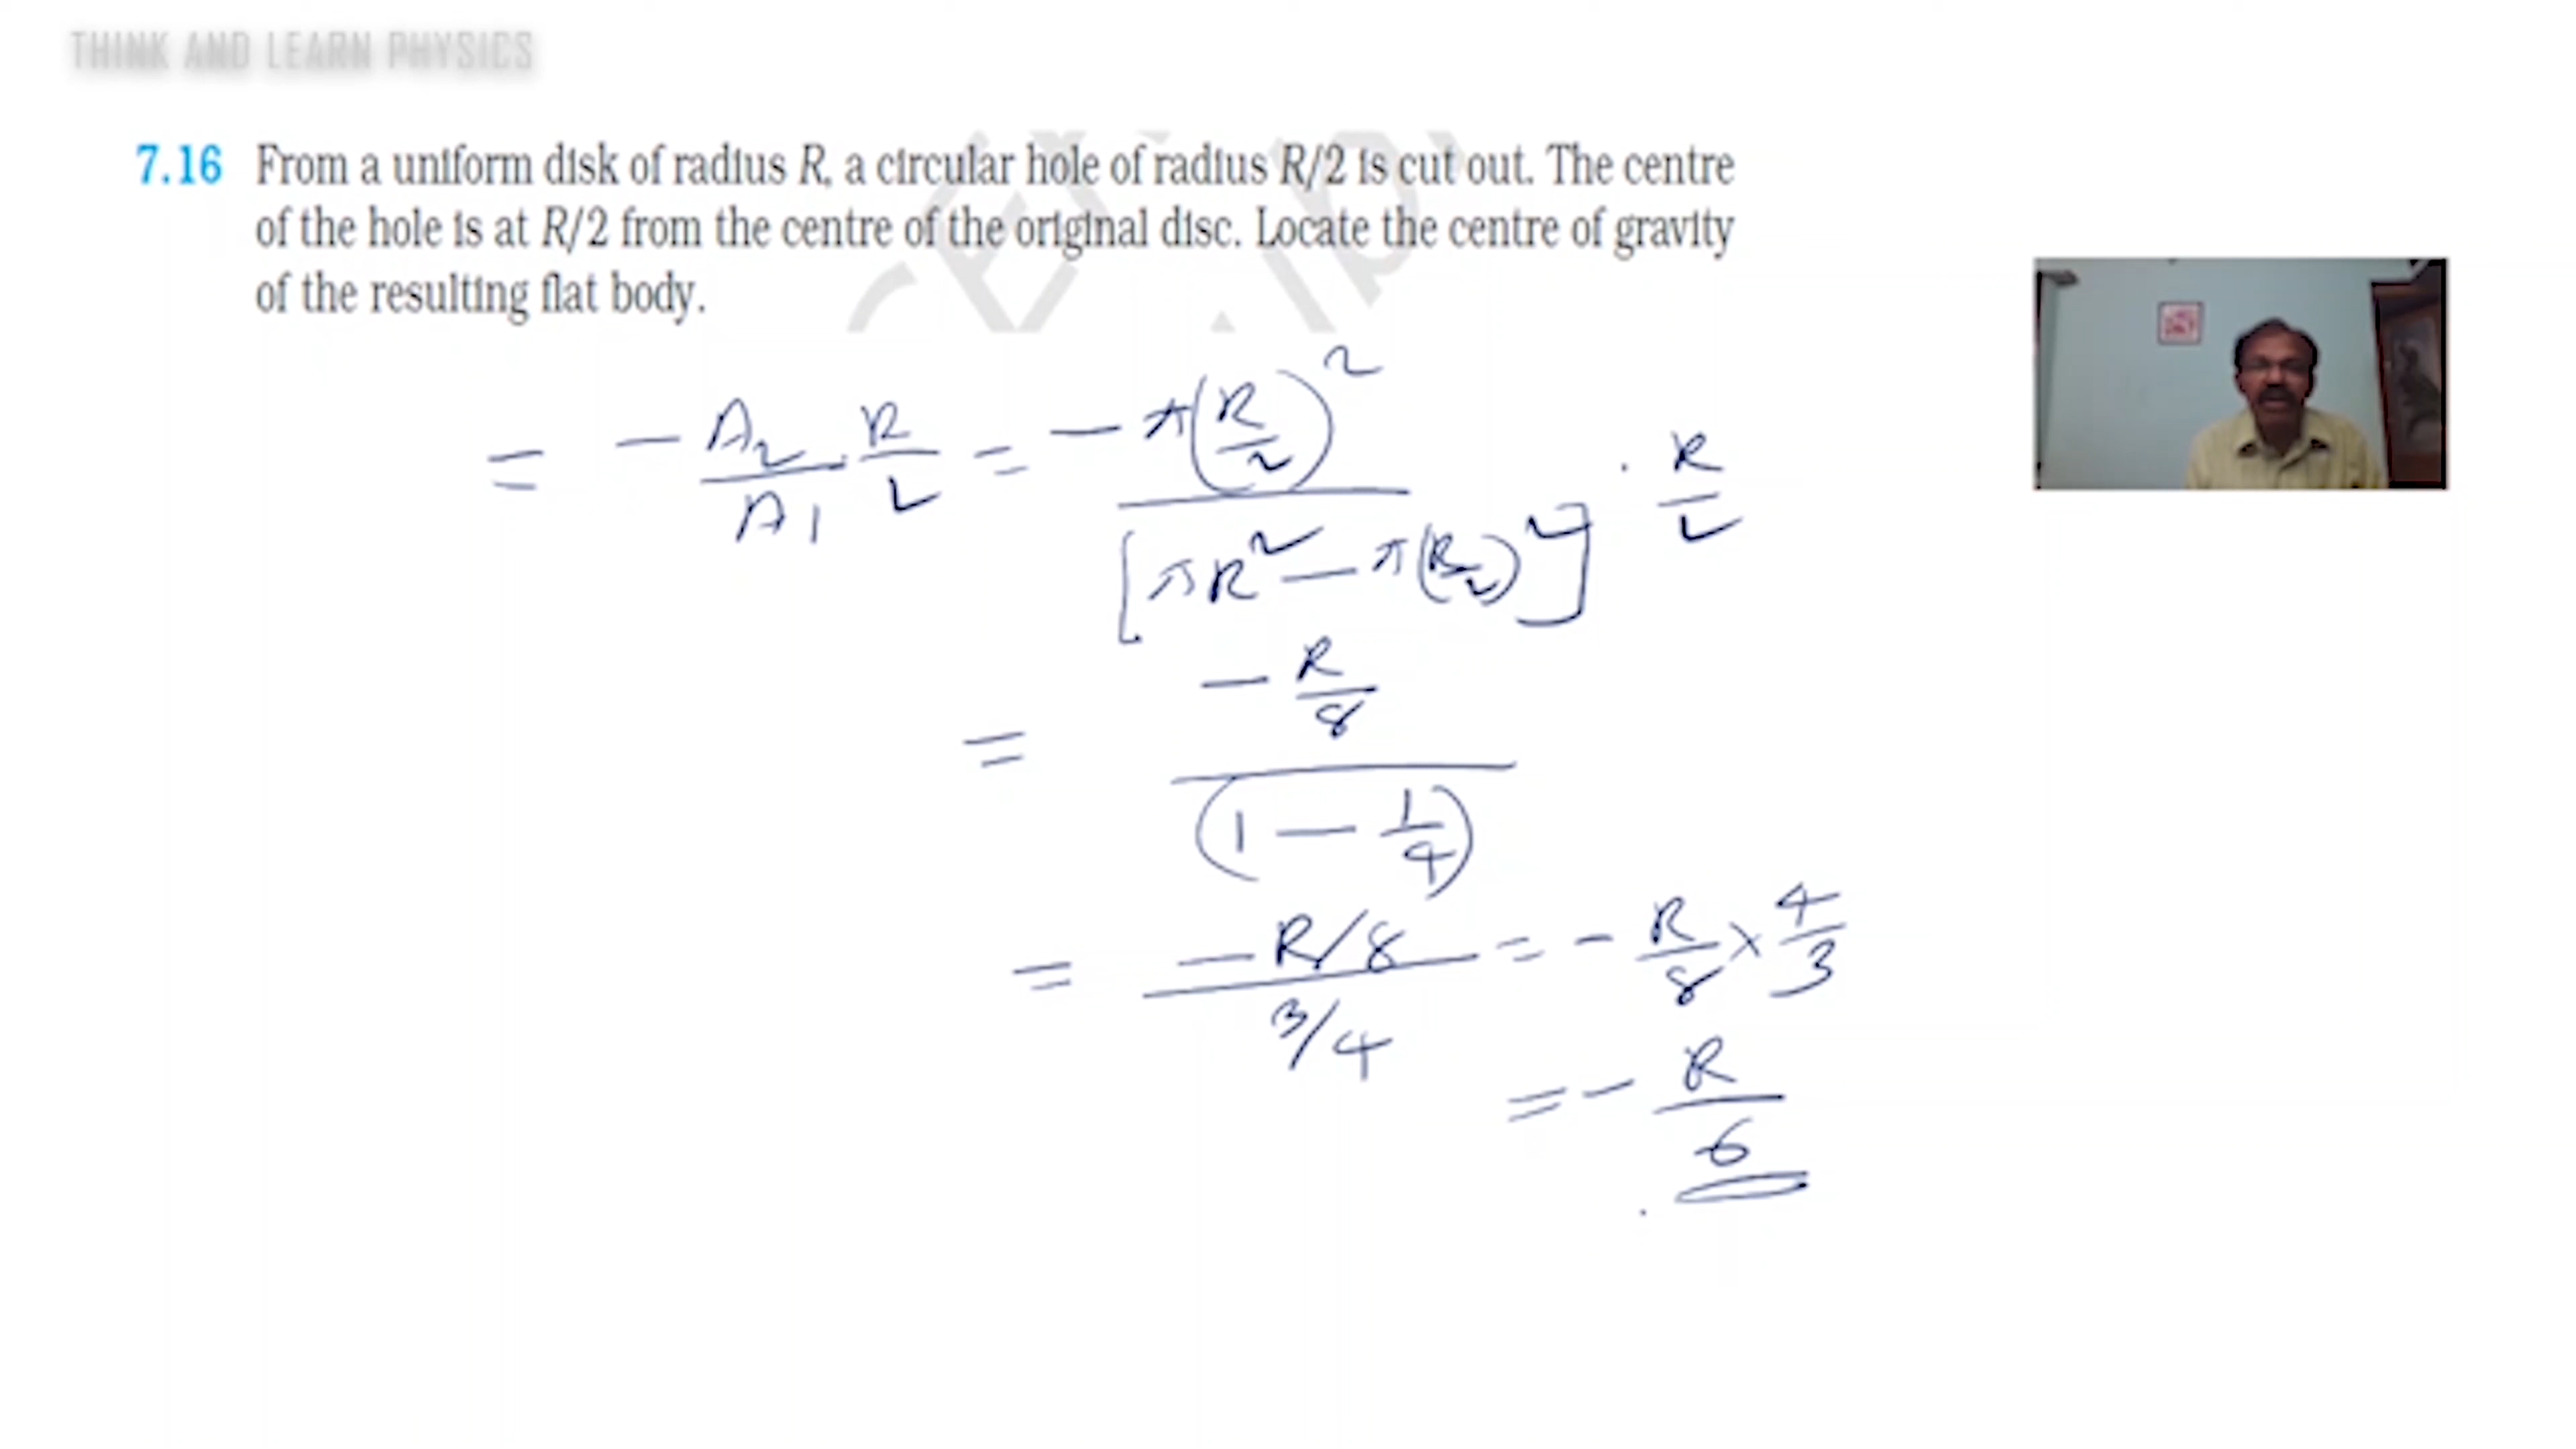 THINK AND LEARN PHYSICS
7.16 From a uniform disk of radius R, a circular hole of radius R/2 is cut out. The centre
of the hole is at R/2 from the centre of the original disc. Locate the centre of gravity
of the resulting flat body.
= -A₂/A₁ · R/2 = -π(R/2)²/[πR² - π(R/2)²] · R/2
= -R/8 / (1 - 1/4)
= -R/8 / 3/4 = -R/8 × 4/3
= -R/6